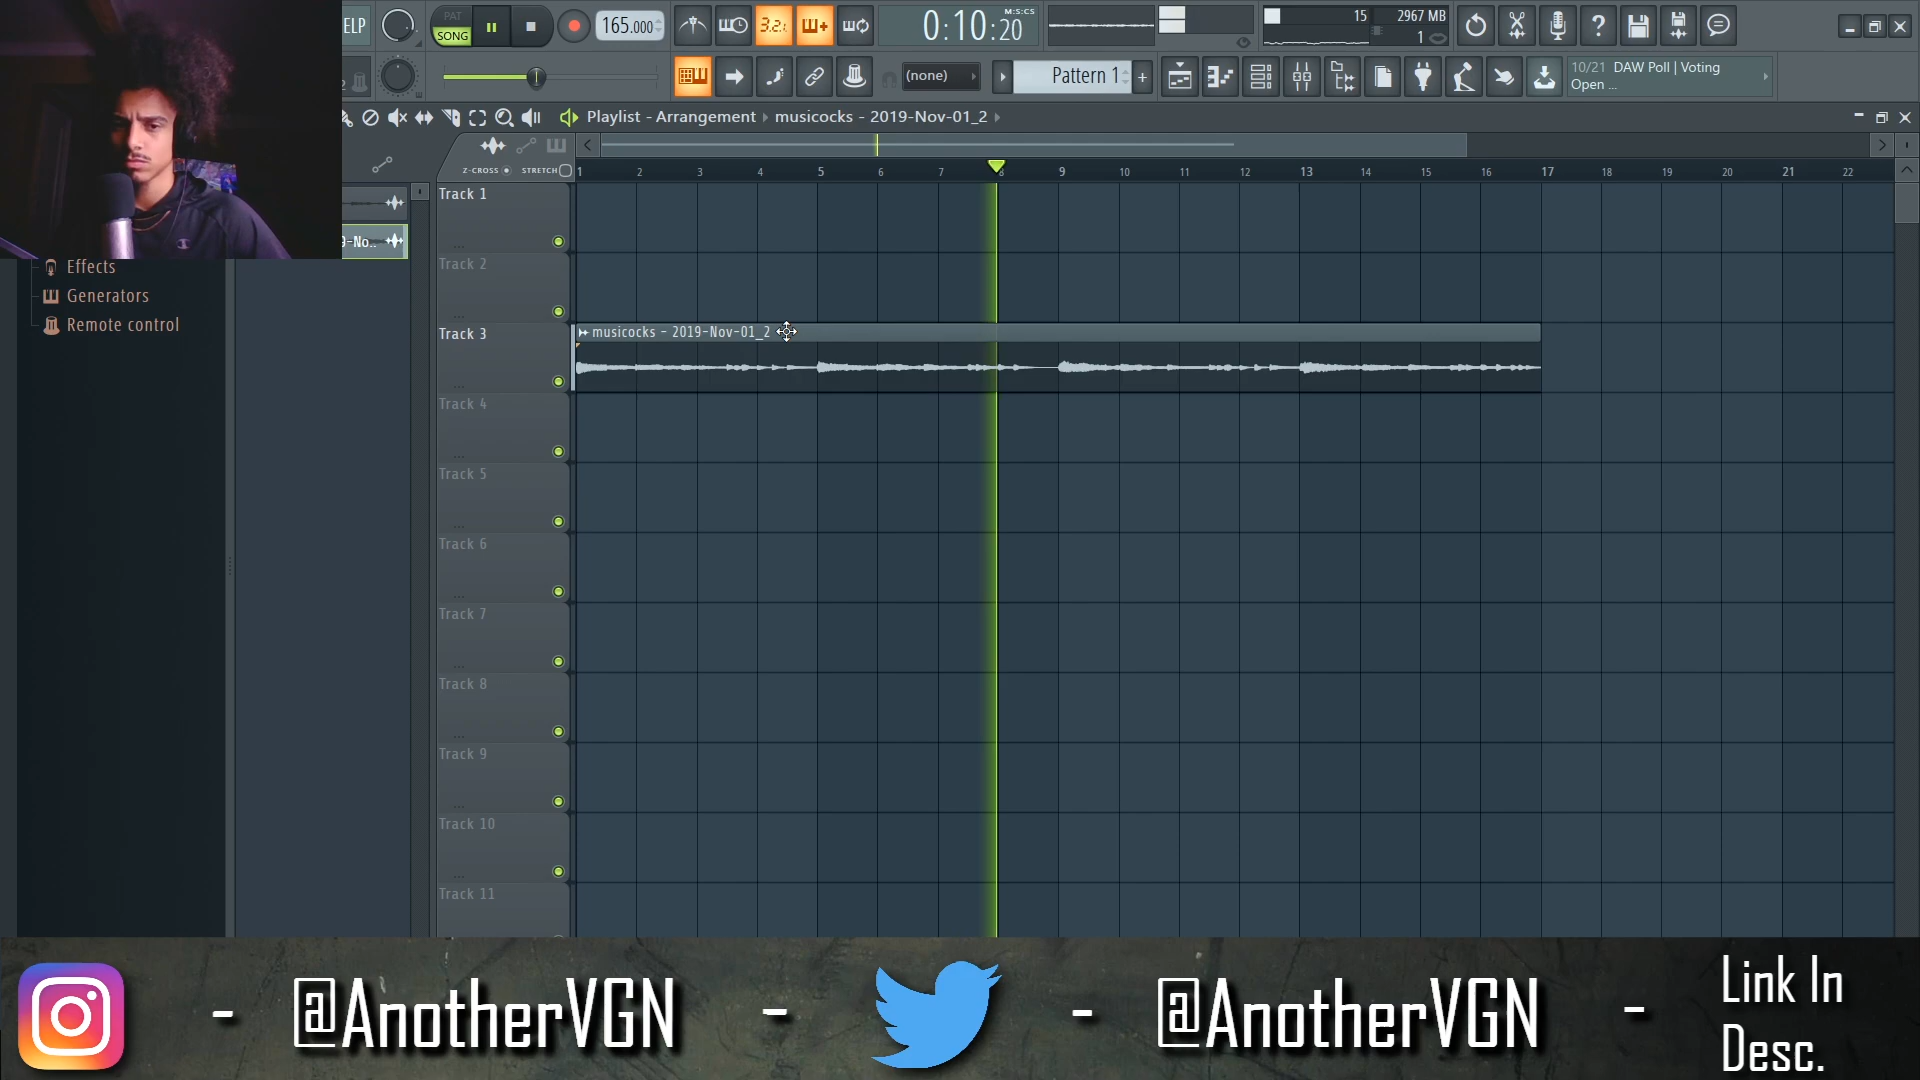 ELP
PAT
SONG
165.000
3.2.
0:10:20
M:S:CS
15
2967 MB
1
(none)
Pattern 1
+
10/21 DAW Poll | Voting
Open ...
Playlist - Arrangement
musicocks - 2019-Nov-01_2
Z-CROSS
STRETCH
1 2 3 4 5 6 7 8 9 10 11 12 13 14 15 16 17 18 19 20 21 22
9-No..
Effects
Generators
Remote control
Track 1
Track 2
Track 3
musicocks - 2019-Nov-01_2
Track 4
Track 5
Track 6
Track 7
Track 8
Track 9
Track 10
Track 11
- @AnotherVGN - - @AnotherVGN - Link In
Desc.